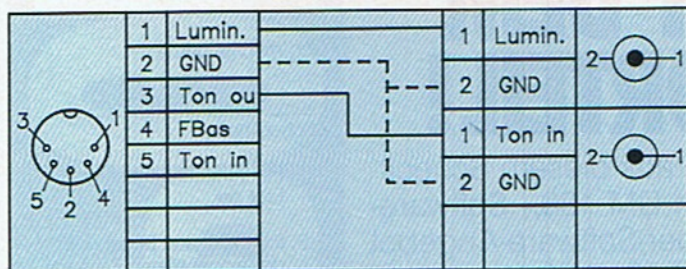 1 Lumin.
2 GND
3 Ton ou
4 FBas
5 Ton in
3 1
5 2 4
1 Lumin.
2 GND
1 Ton in
2 GND
2 1
2 1